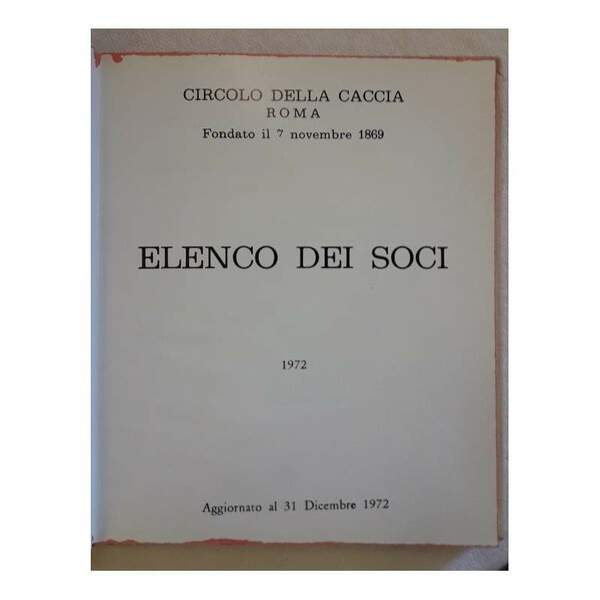 CIRCOLO DELLA CACCIA
ROMA
Fondato il 7 novembre 1869
ELENCO DEI SOCI
1972
Aggiornato al 31 Dicembre 1972